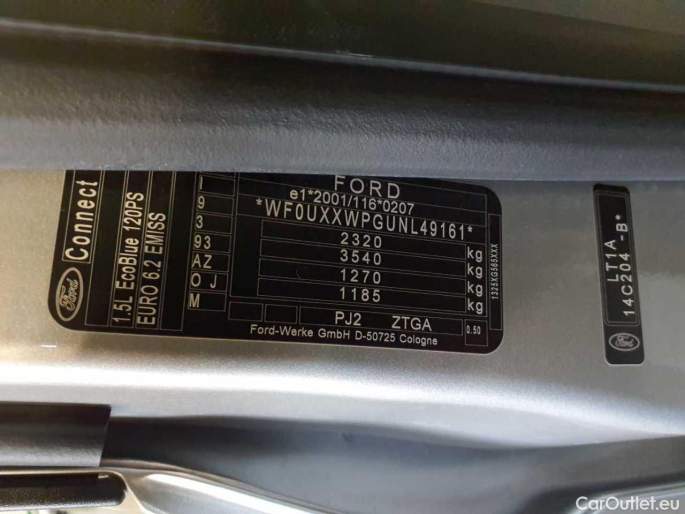 Ford
Connect
1.5L EcoBlue 120PS
EURO 6.2 EMISS
9
3
93
AZ
O J
M
FORD
e1*2001/116*0207
*WF0UXXWPGUNL49161*
2320 kg
3540 kg
1270 kg
1185 kg
PJ2 ZTGA
0.50
Ford-Werke GmbH D-50725 Cologne
1325XG565XXX
LT1A
14C204 -B*
Ford
CarOutlet.eu